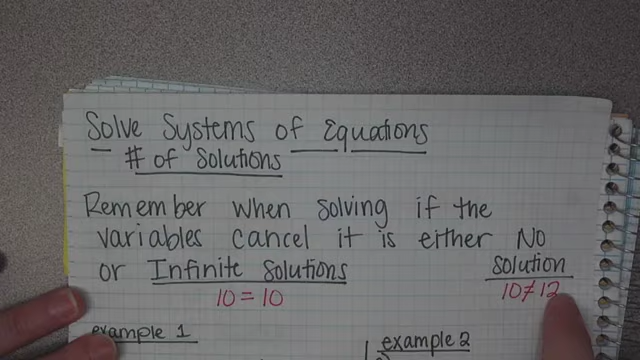 Solve Systems of Equations
# of Solutions
Remember when solving if the
variables cancel it is either No
or Infinite Solutions solution
10 = 10 10 ≠ 12
example 1 example 2